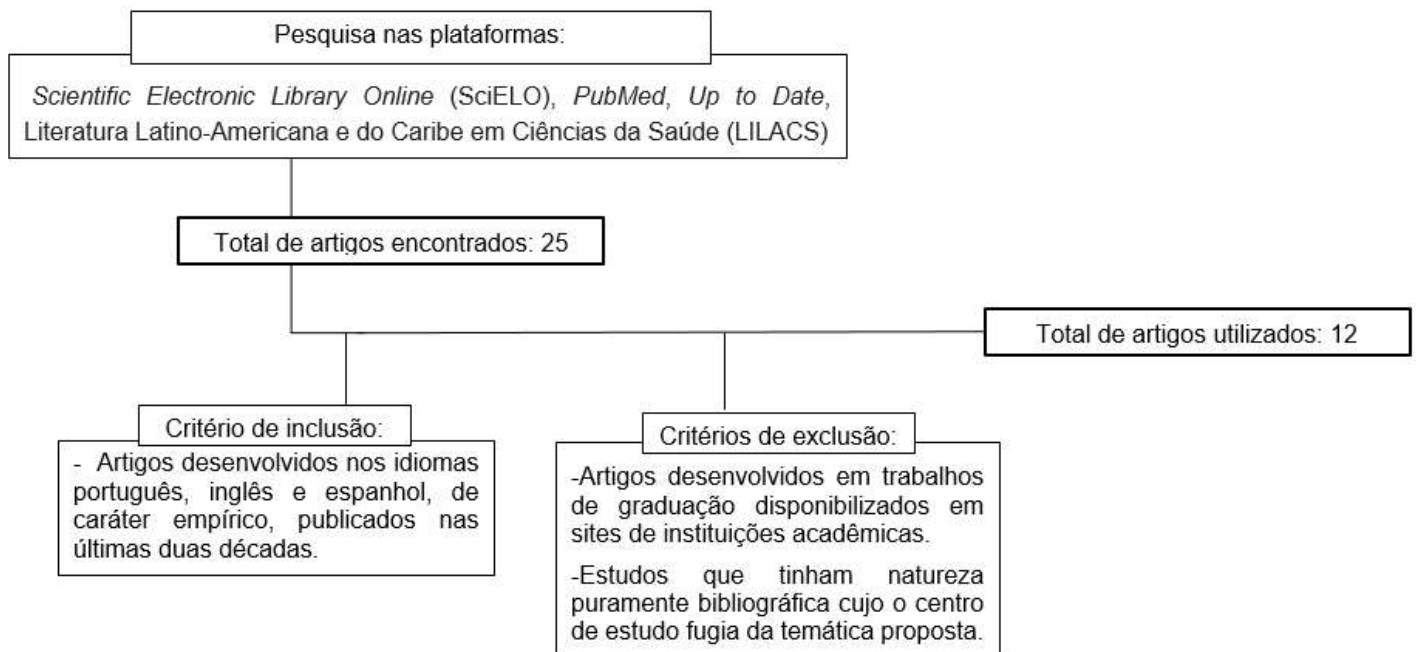 Pesquisa nas plataformas:
Scientific Electronic Library Online (SciELO), PubMed, Up to Date,
Literatura Latino-Americana e do Caribe em Ciências da Saúde (LILACS)
Total de artigos encontrados: 25
Total de artigos utilizados: 12
Critério de inclusão:
- Artigos desenvolvidos nos idiomas
português, inglês e espanhol, de
caráter empírico, publicados nas
últimas duas décadas.
Critérios de exclusão:
-Artigos desenvolvidos em trabalhos
de graduação disponibilizados em
sites de instituições acadêmicas.
-Estudos que tinham natureza
puramente bibliográfica cujo o centro
de estudo fugia da temática proposta.